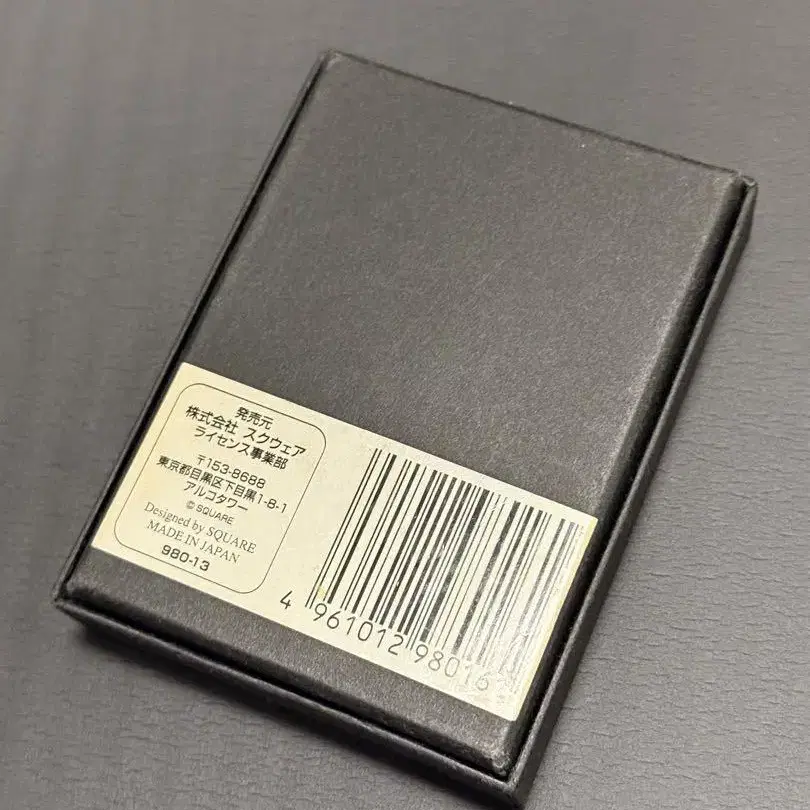 発売元
株式会社 スクウェア
ライセンス事業部
〒153-8688
東京都目黒区下目黒1-8-1
アルコタワー
© SQUARE
Designed by SQUARE
MADE IN JAPAN
980-13
4 961012 98016